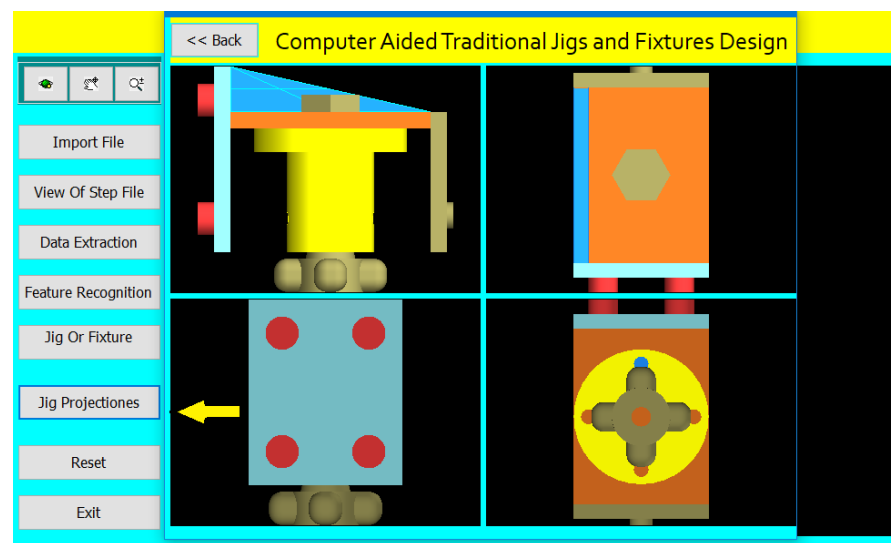 << Back
Computer Aided Traditional Jigs and Fixtures Design
Import File
View Of Step File
Data Extraction
Feature Recognition
Jig Or Fixture
Jig Projectiones
Reset
Exit